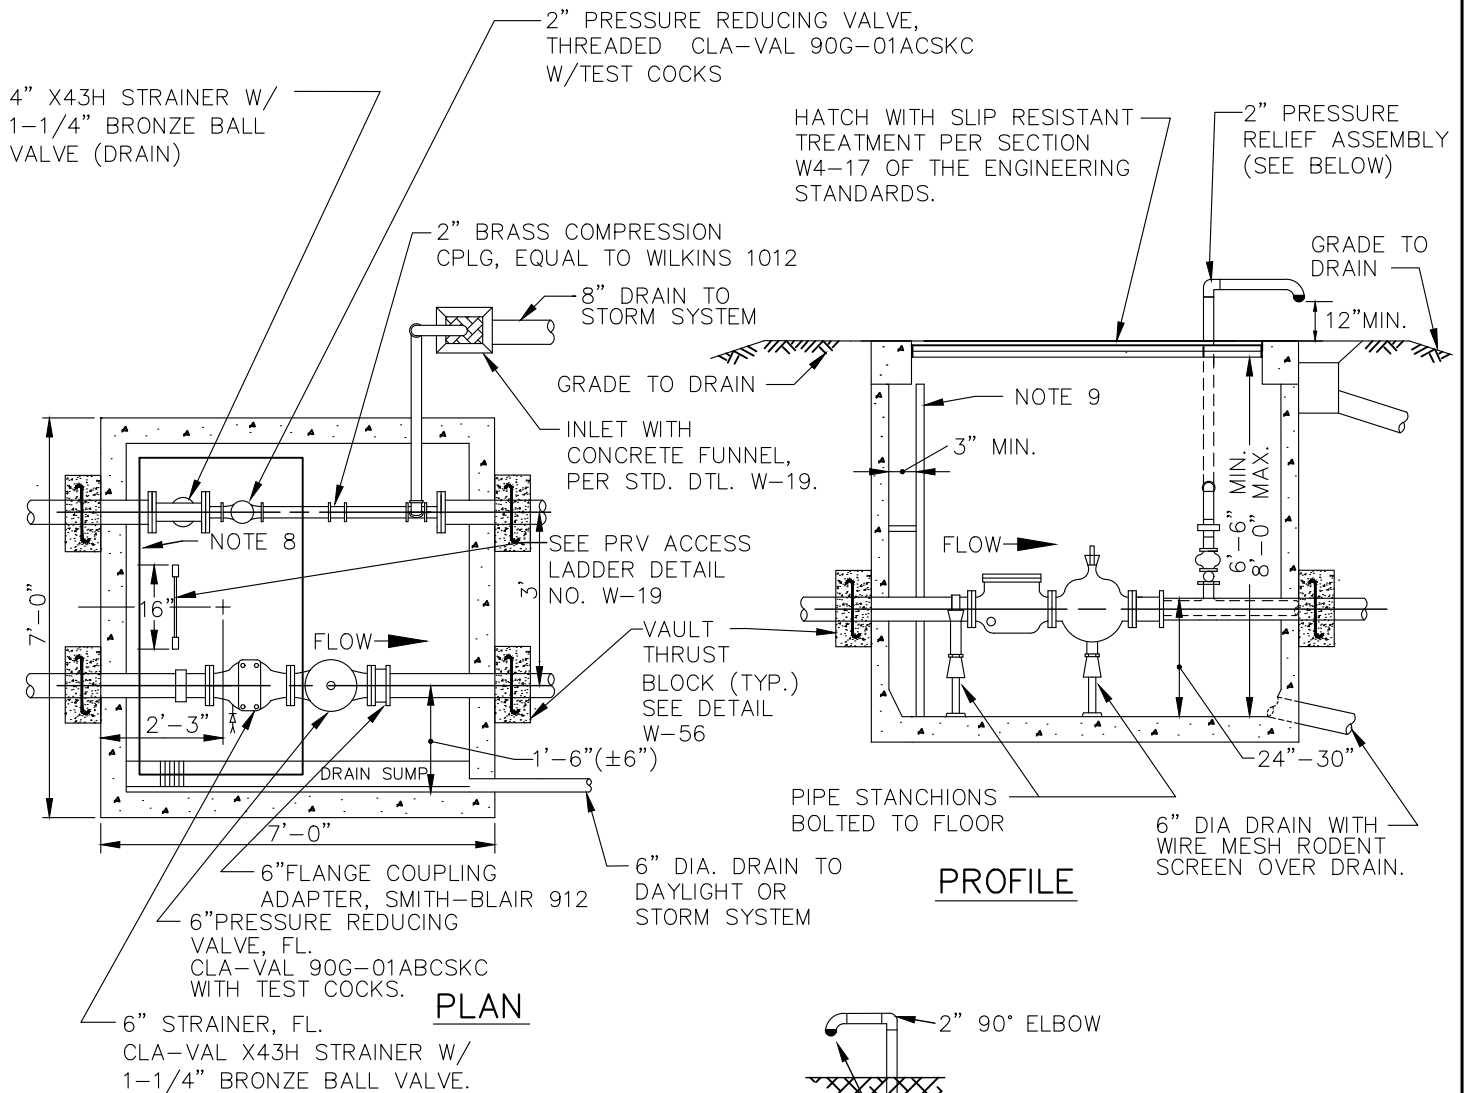 2” PRESSURE REDUCING VALVE,
THREADED CLA-VAL 90G-01ACSKC
W/TEST COCKS
4” X43H STRAINER W/
1-1/4” BRONZE BALL
VALVE (DRAIN)
HATCH WITH SLIP RESISTANT
TREATMENT PER SECTION
W4-17 OF THE ENGINEERING
STANDARDS.
2” PRESSURE
RELIEF ASSEMBLY
(SEE BELOW)
2” BRASS COMPRESSION
CPLG, EQUAL TO WILKINS 1012
GRADE TO
DRAIN
8” DRAIN TO
STORM SYSTEM
12”MIN.
GRADE TO DRAIN
NOTE 9
INLET WITH
CONCRETE FUNNEL,
PER STD. DTL. W-19.
3” MIN.
6’-6” MIN.
8’-0” MAX.
NOTE 8
SEE PRV ACCESS
LADDER DETAIL
NO. W-19
FLOW
3’
16”
7’-0”
FLOW
VAULT
THRUST
BLOCK (TYP.)
SEE DETAIL
W-56
2’-3”
1’-6”(±6”)
24”-30”
DRAIN SUMP
PIPE STANCHIONS
BOLTED TO FLOOR
7’-0”
6” DIA DRAIN WITH
WIRE MESH RODENT
SCREEN OVER DRAIN.
6”FLANGE COUPLING
ADAPTER, SMITH-BLAIR 912
6” DIA. DRAIN TO
DAYLIGHT OR
STORM SYSTEM
PROFILE
6”PRESSURE REDUCING
VALVE, FL.
CLA-VAL 90G-01ABCSKC
WITH TEST COCKS.
PLAN
6” STRAINER, FL.
CLA-VAL X43H STRAINER W/
1-1/4” BRONZE BALL VALVE.
2” 90° ELBOW